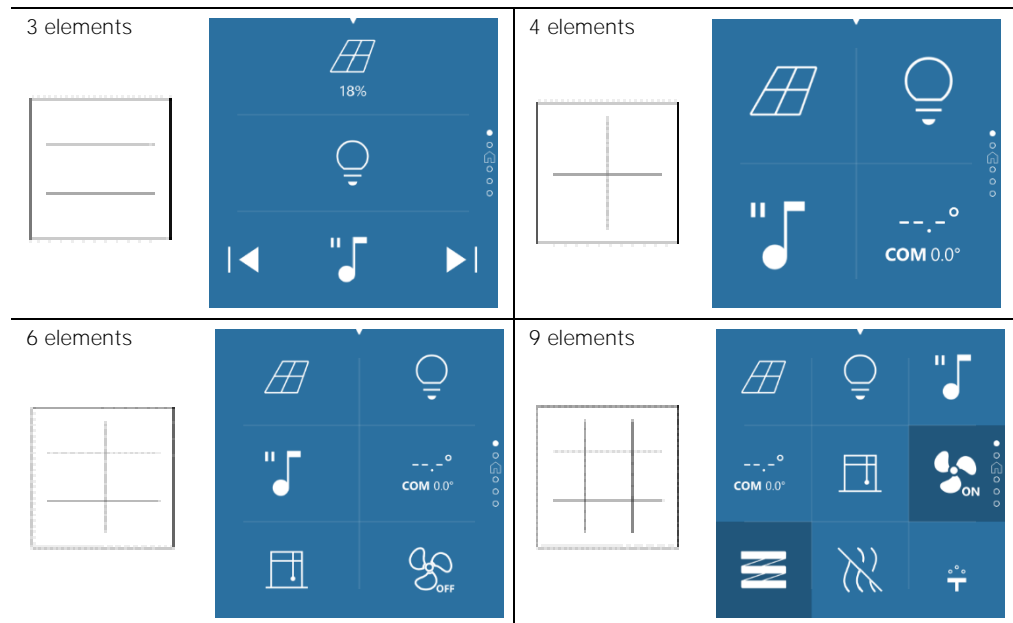 3 elements
18%
4 elements
--.-°
COM 0.0°
6 elements
--.-°
COM 0.0°
OFF
9 elements
--.-°
COM 0.0°
ON